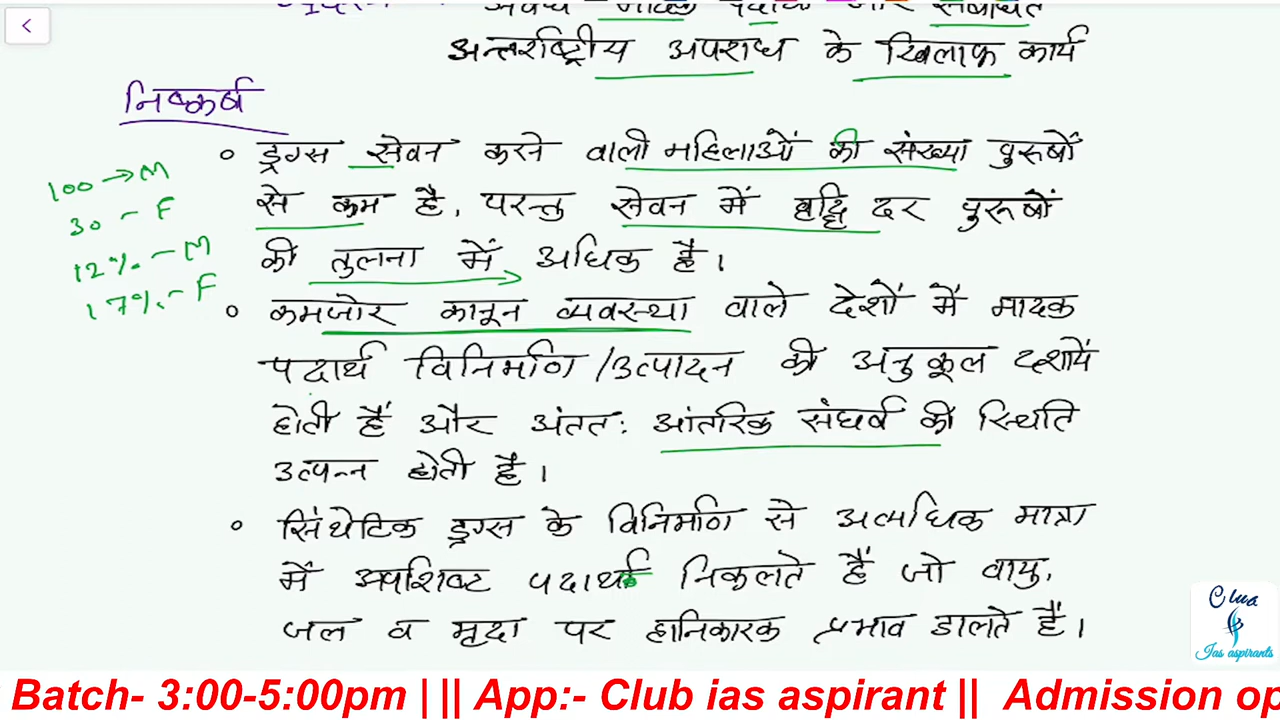 और
अन्तर्राष्ट्रीय अपराध के खिलाफ कार्य
निष्कर्ष
ड्रग्स सेवन करने वाली महिलाओं की संख्या पुरुषों
100 → M
से कम है, परन्तु सेवन में वृद्धि दर पुरूषों
30 - F
की तुलना में अधिक है।
12% - M
17% - F
कमजोर कानून व्यवस्था वाले देशों में मादक
पदार्थ विनिर्माण/उत्पादन की अनुकूल दशायें
होती हैं और अंततः आंतरिक संघर्ष की स्थिति
उत्पन्न होती है।
सिंथेटिक ड्रग्स के विनिर्माण से अत्यधिक मात्रा
में अपशिष्ट पदार्थ निकलते हैं जो वायु,
जल व मृदा पर हानिकारक प्रभाव डालते हैं।
Club
Ias aspirants
Batch- 3:00-5:00pm | || App:- Club ias aspirant || Admission op